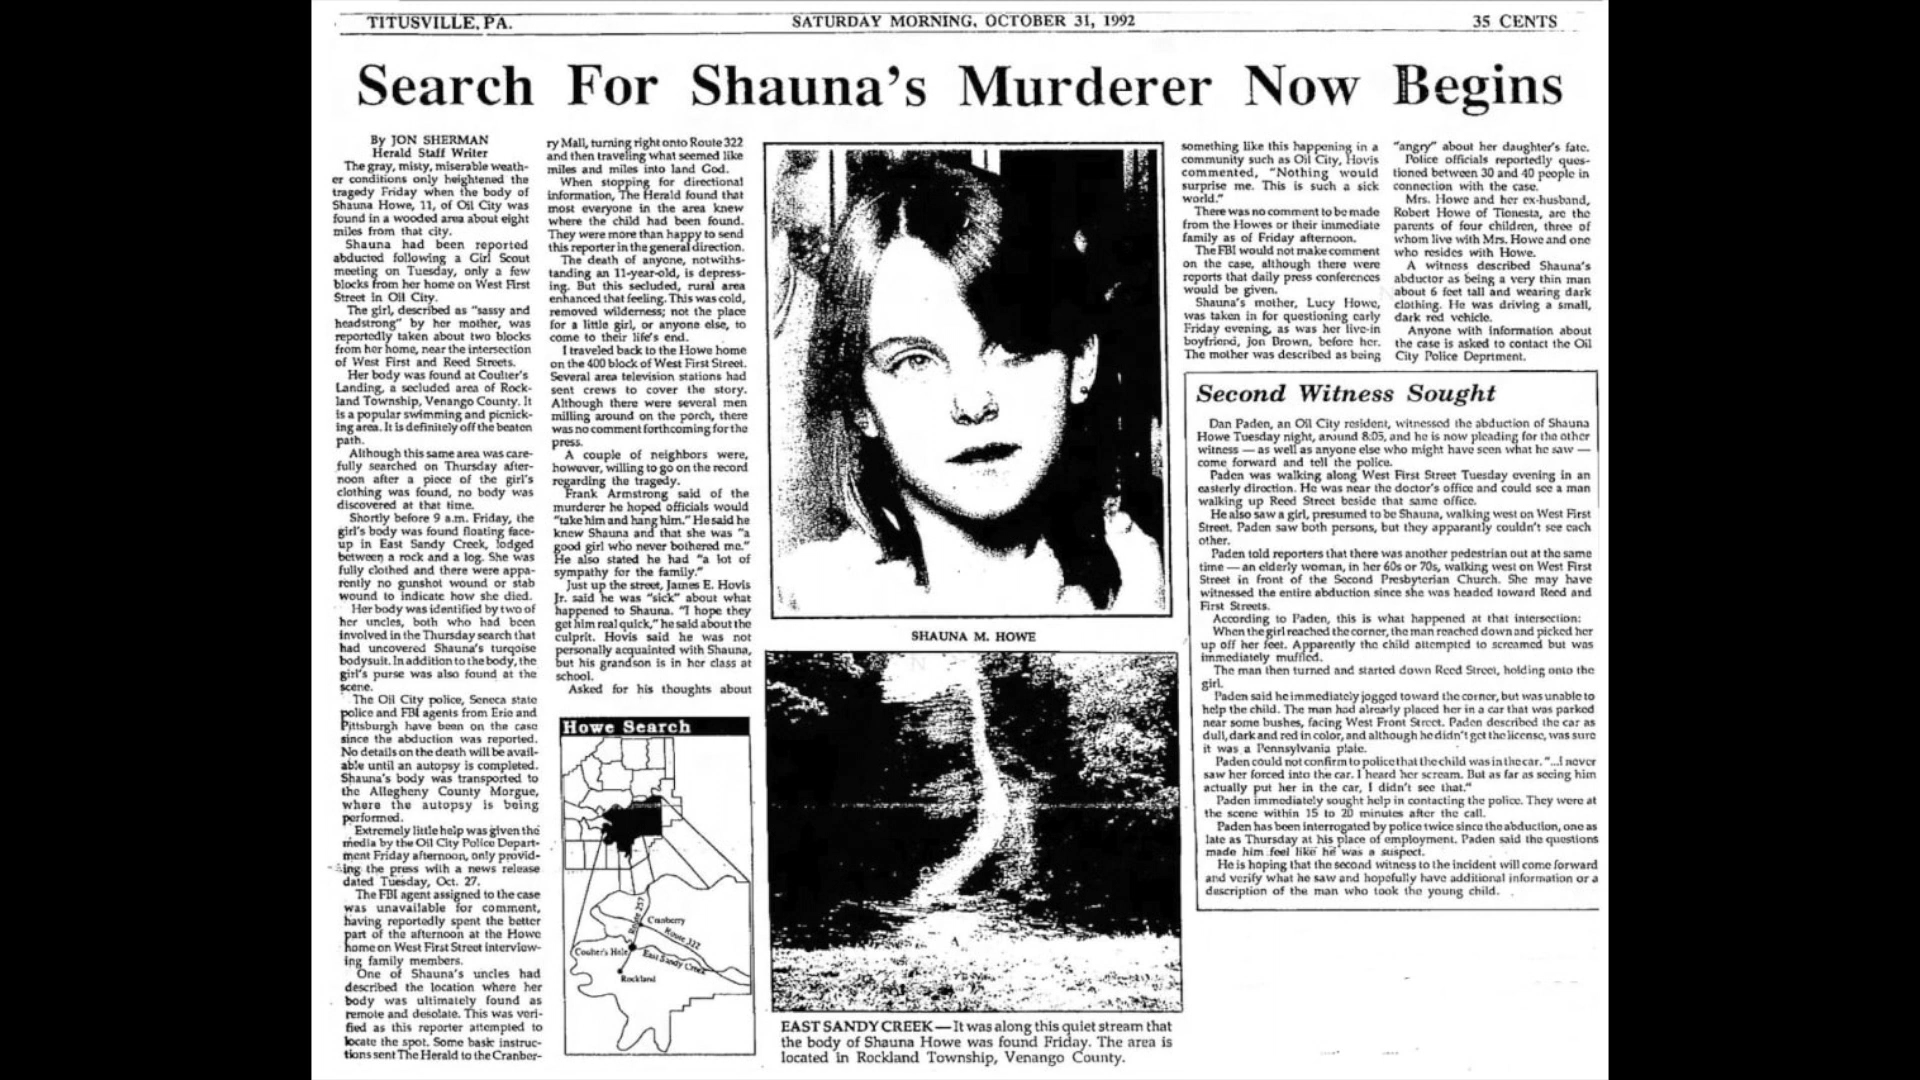 TITUSVILLE, PA.
SATURDAY MORNING, OCTOBER 31, 1992
35 CENTS
Search For Shauna's Murderer Now Begins
By JON SHERMAN
Herald Staff Writer
The gray, misty, miserable weath-
er conditions only heightened the
tragedy Friday when the body of
Shauna Howe, 11, of Oil City was
found in a wooded area about eight
miles from that city.
Shauna had been reported
abducted following a Girl Scout
meeting on Tuesday, only a few
blocks from her home on West First
Street in Oil City.
The girl, described as "sassy and
headstrong" by her mother, was
reportedly taken about two blocks
from her home, near the intersection
of West First and Reed Streets.
Her body was found at Coulter's
Landing, a secluded area of Rock-
land Township, Venango County. It
is a popular swimming and picnick-
ing area. It is definitely off the beaten
path.
Although this same area was care-
fully searched on Thursday after-
noon after a piece of the girl's
clothing was found, no body was
discovered at that time.
Shortly before 9 a.m. Friday, the
girl's body was found floating face-
up in East Sandy Creek, lodged
between a rock and a log. She was
fully clothed and there were appa-
rently no gunshot wound or stab
wound to indicate how she died.
Her body was identified by two of
her uncles, both who had been
involved in the Thursday search that
had uncovered Shauna's turqoise
bodysuit. In addition to the body, the
girl's purse was also found at the
scene.
The Oil City police, Seneca state
police and FBI agents from Erie and
Pittsburgh have been on the case
since the abduction was reported.
No details on the death will be avail-
able until an autopsy is completed.
Shauna's body was transported to
the Allegheny County Morgue,
where the autopsy is being
performed.
Extremely little help was given the
media by the Oil City Police Depart-
ment Friday afternoon, only provid-
ing the press with a news release
dated Tuesday, Oct. 27.
The FBI agent assigned to the case
was unavailable for comment,
having reportedly spent the better
part of the afternoon at the Howe
home on West First Street interview-
ing family members.
One of Shauna's uncles had
described the location where her
body was ultimately found as
remote and desolate. This was veri-
fied as this reporter attempted to
locate the spot. Some basic instruc-
tions sent The Herald to the Cranber-
ry Mall, turning right onto Route 322
and then traveling what seemed like
miles and miles into land God.
When stopping for directional
information, The Herald found that
most everyone in the area knew
where the child had been found.
They were more than happy to send
this reporter in the general direction.
The death of anyone, notwiths-
tanding an 11-year-old, is depress-
ing. But this secluded, rural area
enhanced that feeling. This was cold,
removed wilderness; not the place
for a little girl, or anyone else, to
come to their life's end.
I traveled back to the Howe home
on the 400 block of West First Street.
Several area television stations had
sent crews to cover the story.
Although there were several men
milling around on the porch, there
was no comment forthcoming for the
press.
A couple of neighbors were,
however, willing to go on the record
regarding the tragedy.
Frank Armstrong said of the
murderer he hoped officials would
"take him and hang him." He said he
knew Shauna and that she was "a
good girl who never bothered me."
He also stated he had "a lot of
sympathy for the family."
Just up the street, James E. Hovis
Jr. said he was "sick" about what
happened to Shauna. "I hope they
get him real quick," he said about the
culprit. Hovis said he was not
personally acquainted with Shauna,
but his grandson is in her class at
school.
Asked for his thoughts about
Howe Search
Route 257
Cranberry
Route 322
Coulter's Hole
East Sandy Creek
Rockland
SHAUNA M. HOWE
EAST SANDY CREEK — It was along this quiet stream that
the body of Shauna Howe was found Friday. The area is
located in Rockland Township, Venango County.
something like this happening in a
community such as Oil City, Hovis
commented, "Nothing would
surprise me. This is such a sick
world."
There was no comment to be made
from the Howes or their immediate
family as of Friday afternoon.
The FBI would not make comment
on the case, although there were
reports that daily press conferences
would be given.
Shauna's mother, Lucy Howe,
was taken in for questioning early
Friday evening, as was her live-in
boyfriend, Jon Brown, before her.
The mother was described as being
"angry" about her daughter's fate.
Police officials reportedly ques-
tioned between 30 and 40 people in
connection with the case.
Mrs. Howe and her ex-husband,
Robert Howe of Tionesta, are the
parents of four children, three of
whom live with Mrs. Howe and one
who resides with Howe.
A witness described Shauna's
abductor as being a very thin man
about 6 feet tall and wearing dark
clothing. He was driving a small,
dark red vehicle.
Anyone with information about
the case is asked to contact the Oil
City Police Deprtment.
Second Witness Sought
Dan Paden, an Oil City resident, witnessed the abduction of Shauna
Howe Tuesday night, around 8:05, and he is now pleading for the other
witness — as well as anyone else who might have seen what he saw —
come forward and tell the police.
Paden was walking along West First Street Tuesday evening in an
easterly direction. He was near the doctor's office and could see a man
walking up Reed Street beside that same office.
He also saw a girl, presumed to be Shauna, walking west on West First
Street. Paden saw both persons, but they apparantly couldn't see each
other.
Paden told reporters that there was another pedestrian out at the same
time — an elderly woman, in her 60s or 70s, walking west on West First
Street in front of the Second Presbyterian Church. She may have
witnessed the entire abduction since she was headed toward Reed and
First Streets.
According to Paden, this is what happened at that intersection:
When the girl reached the corner, the man reached down and picked her
up off her feet. Apparently the child attempted to screamed but was
immediately muffled.
The man then turned and started down Reed Street, holding onto the
girl.
Paden said he immediately jogged toward the corner, but was unable to
help the child. The man had already placed her in a car that was parked
near some bushes, facing West Front Street. Paden described the car as
dull, dark and red in color, and although he didn't get the license, was sure
it was a Pennsylvania plate.
Paden could not confirm to police that the child was in the car. "...I never
saw her forced into the car. I heard her scream. But as far as seeing him
actually put her in the car, I didn't see that."
Paden immediately sought help in contacting the police. They were at
the scene within 15 to 20 minutes after the call.
Paden has been interrogated by police twice since the abduction, one as
late as Thursday at his place of employment. Paden said the questions
made him feel like he was a suspect.
He is hoping that the second witness to the incident will come forward
and verify what he saw and hopefully have additional information or a
description of the man who took the young child.